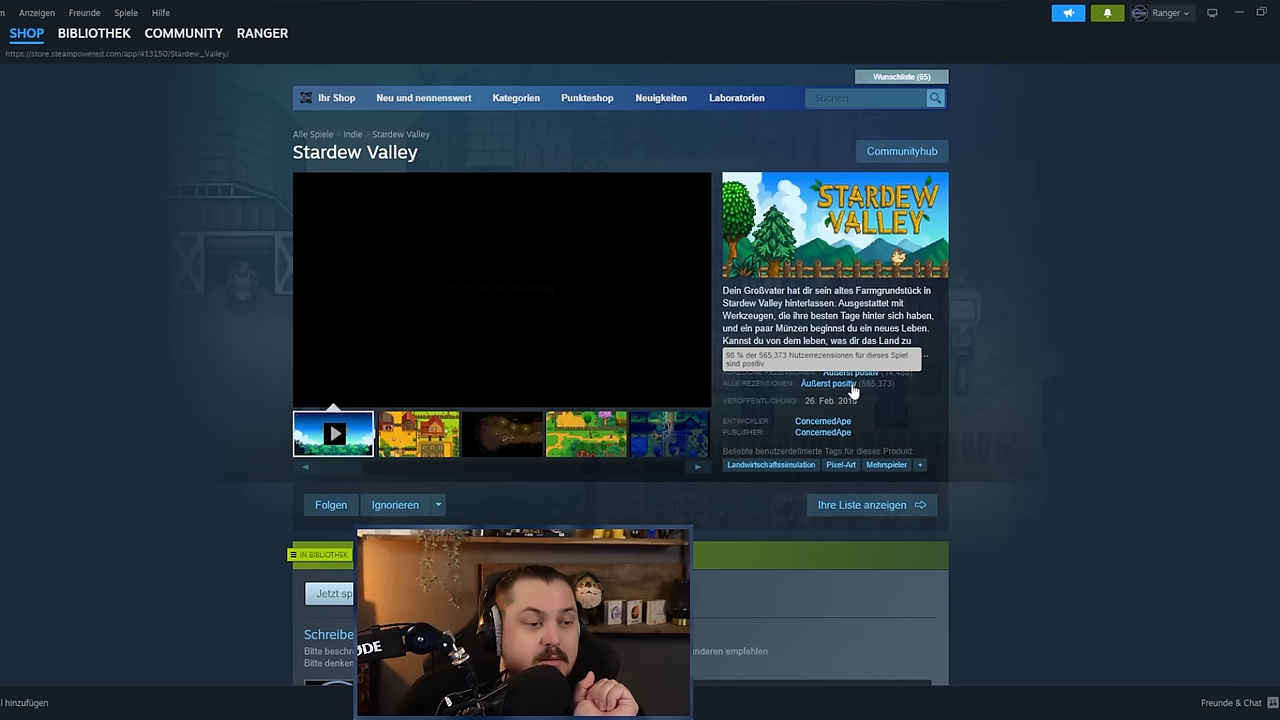 Anzeigen Freunde Spiele Hilfe
Ranger
SHOP BIBLIOTHEK COMMUNITY RANGER
https://store.steampowered.com/app/413150/Stardew_Valley/
Wunschliste (65)
Ihr Shop Neu und nennenswert Kategorien Punkteshop Neuigkeiten Laboratorien Suchen
Alle Spiele > Indie > Stardew Valley
Stardew Valley
Communityhub
STARDEW
VALLEY
Dein Großvater hat dir sein altes Farmgrundstück in
Stardew Valley hinterlassen. Ausgestattet mit
Werkzeugen, die ihre besten Tage hinter sich haben,
und ein paar Münzen beginnst du ein neues Leben.
Kannst du von dem leben, was dir das Land zu
98 % der 565,373 Nutzerrezensionen für dieses Spiel
sind positiv
Äußerst positiv
ALLE REZENSIONEN: Äußerst positiv (565,373)
VERÖFFENTLICHUNG: 26. Feb. 2016
ENTWICKLER: ConcernedApe
PUBLISHER: ConcernedApe
Beliebte benutzerdefinierte Tags für dieses Produkt:
Landwirtschaftssimulation Pixel-Art Mehrspieler +
Folgen Ignorieren Ihre Liste anzeigen
IN BIBLIOTHEK
Jetzt sp
Schreibe
Bitte beschr
anderen empfehlen.
Bitte denken
ØDE
l hinzufügen
Freunde & Chat